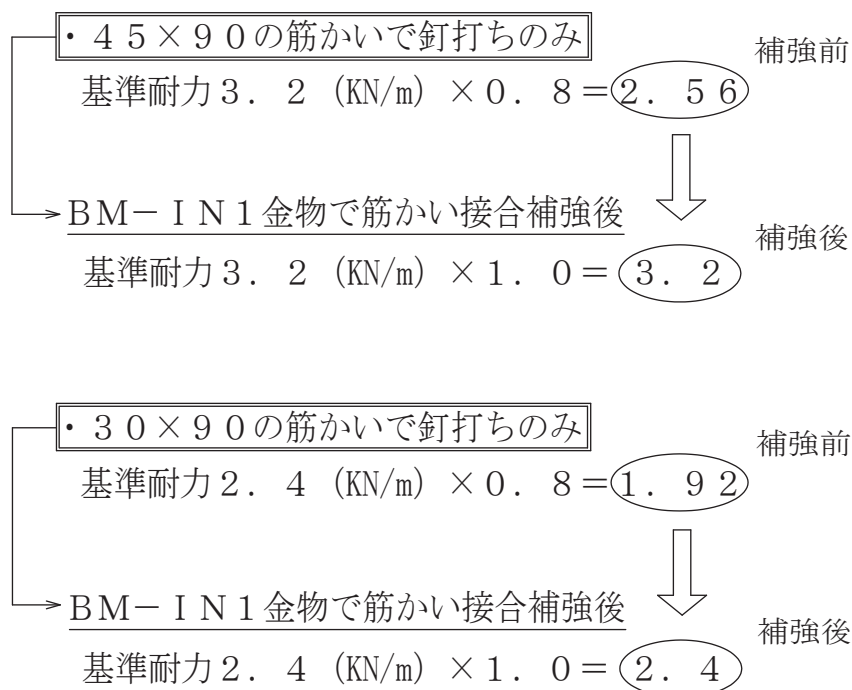 ・４５×９０の筋かいで釘打ちのみ
補強前
基準耐力３．２（KN/m）×０．８＝２．５６
ＢＭ－ＩＮ１金物で筋かい接合補強後
補強後
基準耐力３．２（KN/m）×１．０＝３．２
・３０×９０の筋かいで釘打ちのみ
補強前
基準耐力２．４（KN/m）×０．８＝１．９２
ＢＭ－ＩＮ１金物で筋かい接合補強後
補強後
基準耐力２．４（KN/m）×１．０＝２．４